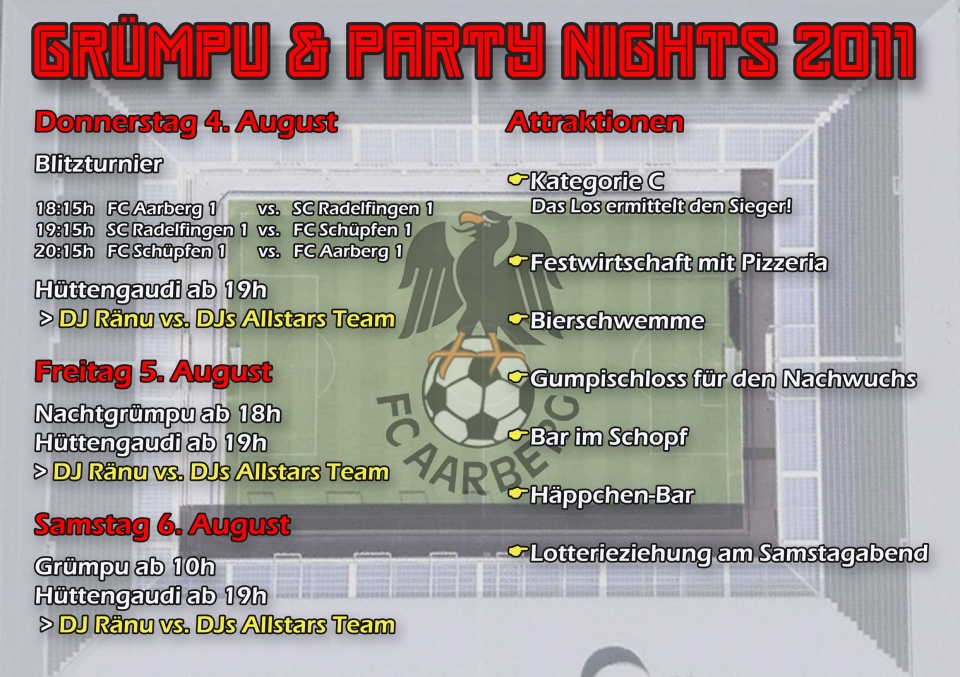 GRÜMPU & PARTY NIGHTS 2011
Donnerstag 4. August
Blitzturnier
18:15h FC Aarberg 1 vs. SC Radelfingen 1
19:15h SC Radelfingen 1 vs. FC Schüpfen 1
20:15h FC Schüpfen 1 vs. FC Aarberg 1
Hüttengaudi ab 19h
> DJ Ränu vs. DJs Allstars Team
Freitag 5. August
Nachtgrümpu ab 18h
Hüttengaudi ab 19h
> DJ Ränu vs. DJs Allstars Team
Samstag 6. August
Grümpu ab 10h
Hüttengaudi ab 19h
> DJ Ränu vs. DJs Allstars Team
Attraktionen
Kategorie C
Das Los ermittelt den Sieger!
Festwirtschaft mit Pizzeria
Bierschwemme
Gumpischloss für den Nachwuchs
Bar im Schopf
Häppchen-Bar
Lotterieziehung am Samstagabend
FC AARBERG